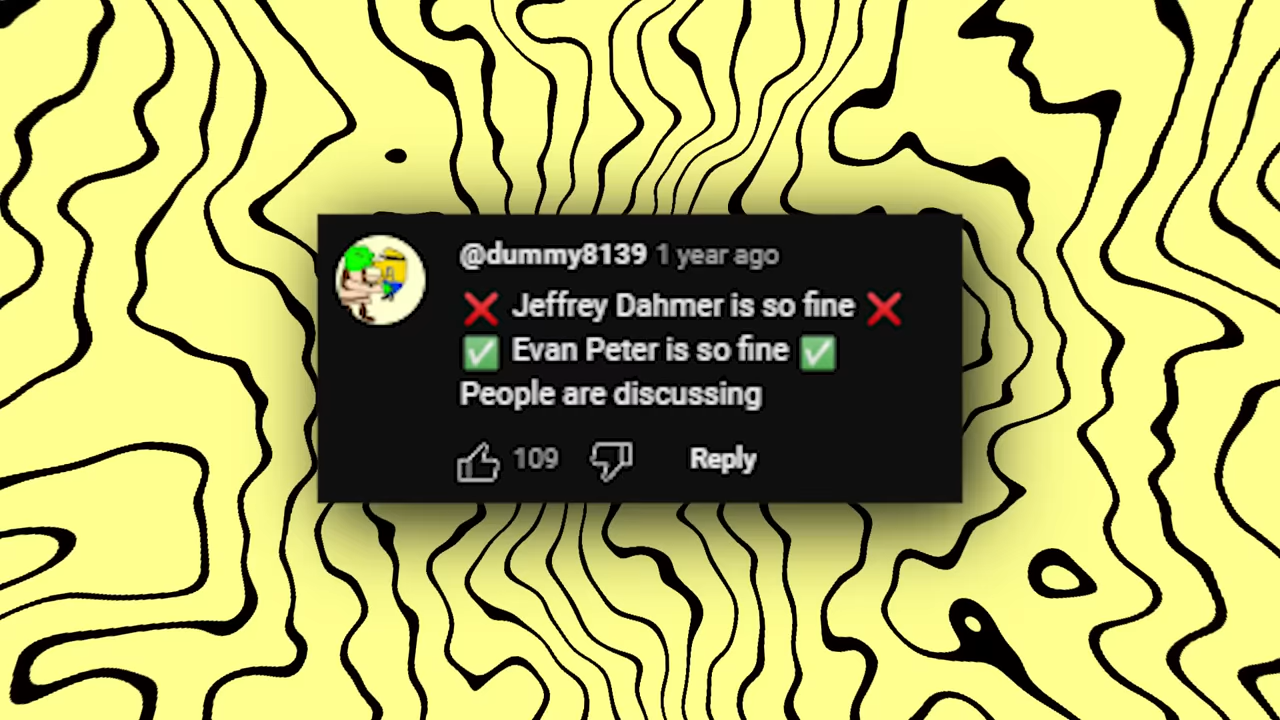 @dummy8139 1 year ago
❌ Jeffrey Dahmer is so fine ❌
✅ Evan Peter is so fine ✅
People are discussing
109 Reply